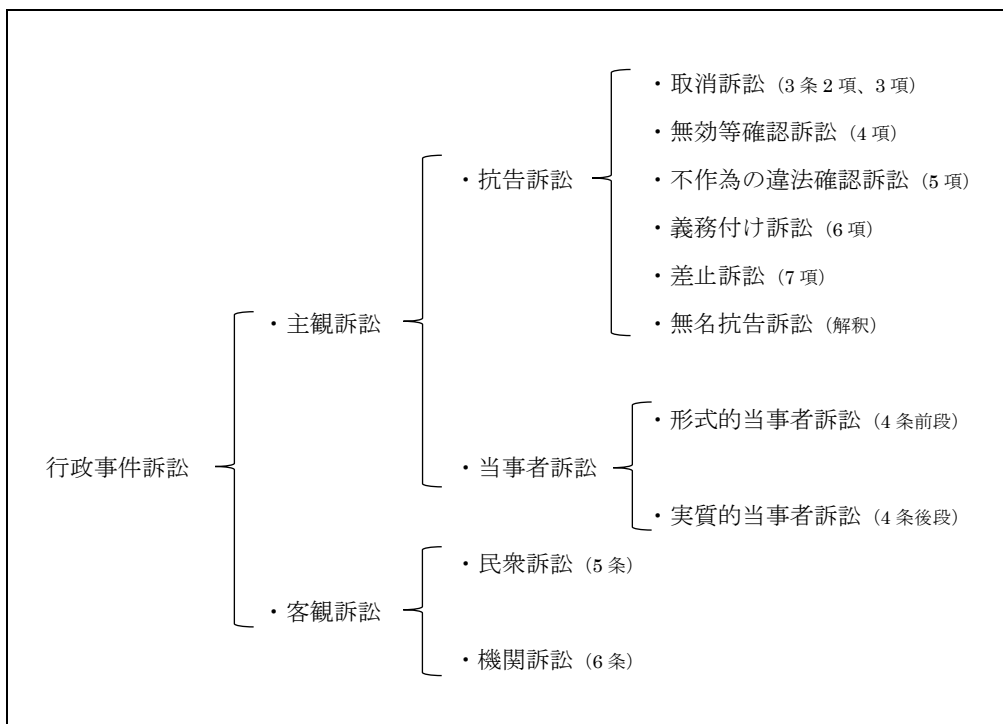 ・取消訴訟（3 条 2 項、3 項）
・無効等確認訴訟（4 項）
・抗告訴訟
・不作為の違法確認訴訟（5 項）
・義務付け訴訟（6 項）
・差止訴訟（7 項）
・主観訴訟
・無名抗告訴訟（解釈）
・形式的当事者訴訟（4 条前段）
行政事件訴訟
・当事者訴訟
・実質的当事者訴訟（4 条後段）
・民衆訴訟（5 条）
・客観訴訟
・機関訴訟（6 条）